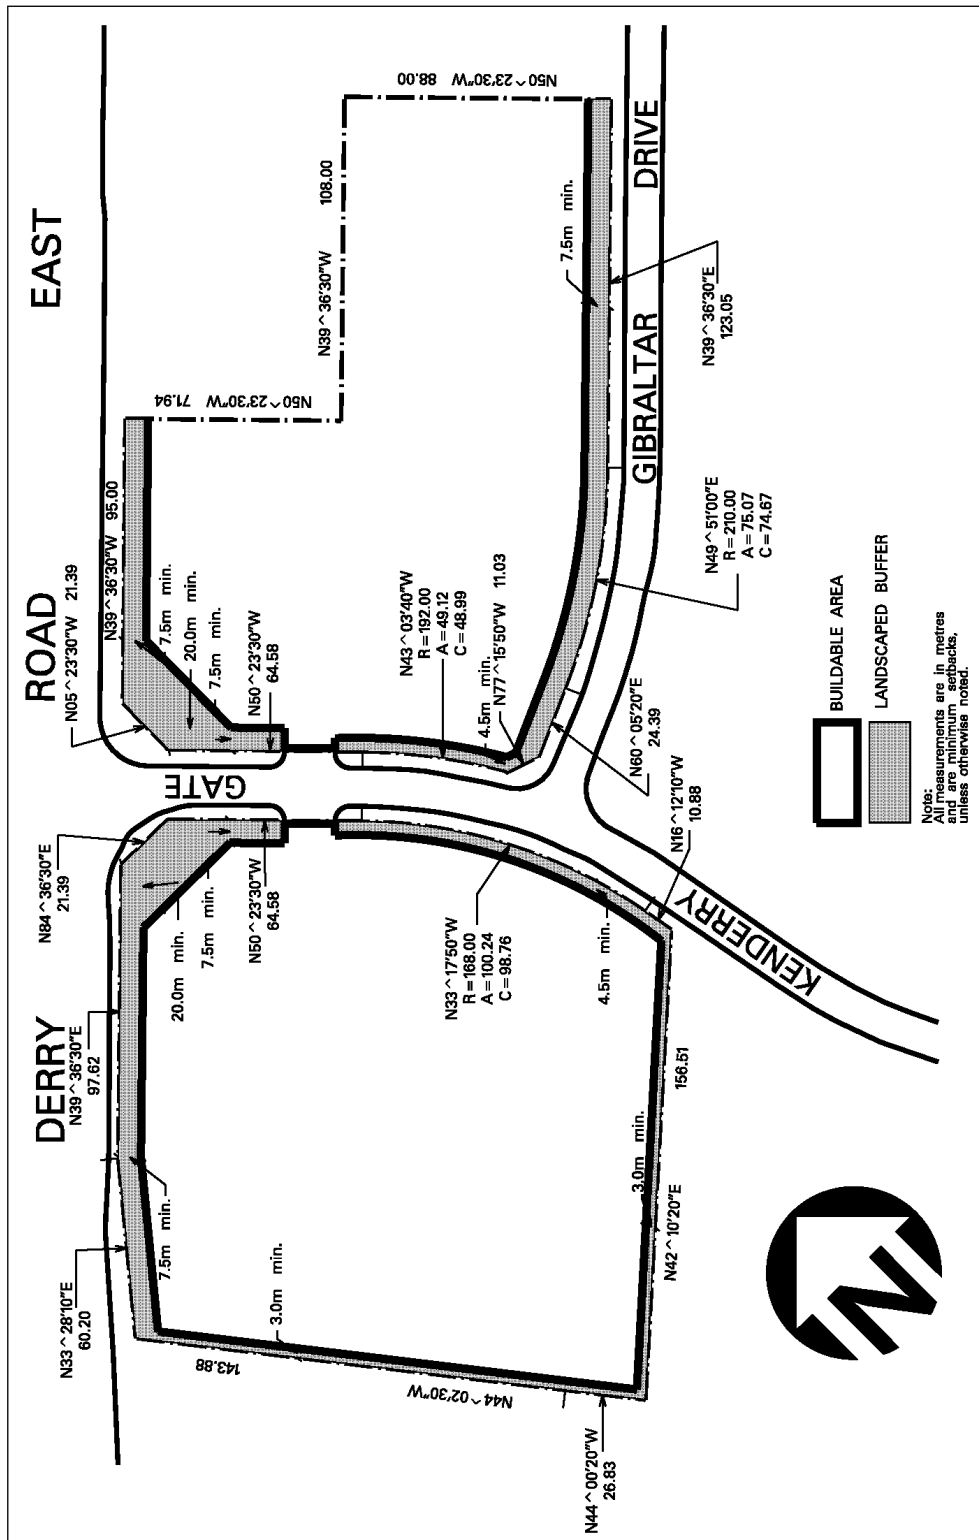 DERRY
ROAD
EAST
N33^28'10"E
60.20
N39^36'30"E
97.62
N84^36'30"E
21.39
N05^23'30"W 21.39
N39^36'30"W 95.00
7.5m min.
20.0m min.
7.5m min.
7.5m min.
20.0m min.
7.5m min.
N50^23'30"W
64.58
N50^23'30"W
64.58
GATE
N50^23'30"W
71.94
N39^36'30"W
108.00
N50^23'30"W 88.00
3.0m min.
143.88
N44^02'30"W
N44^00'20"W
26.83
N33^17'50"W
R=168.00
A=100.24
C=98.76
N43^03'40"W
R=192.00
A=49.12
C=48.99
4.5m min.
N77^15'50"W 11.03
7.5m min.
4.5m min.
3.0m min.
N42^10'20"E
156.51
N16^12'10"W
10.88
N60^05'20"E
24.39
GIBRALTAR DRIVE
KENDERRY
N49^51'00"E
R=210.00
A=75.07
C=74.67
N39^36'30"E
123.05
N
BUILDABLE AREA
LANDSCAPED BUFFER
Note:
All measurements are in metres
and are minimum setbacks,
unless otherwise noted.